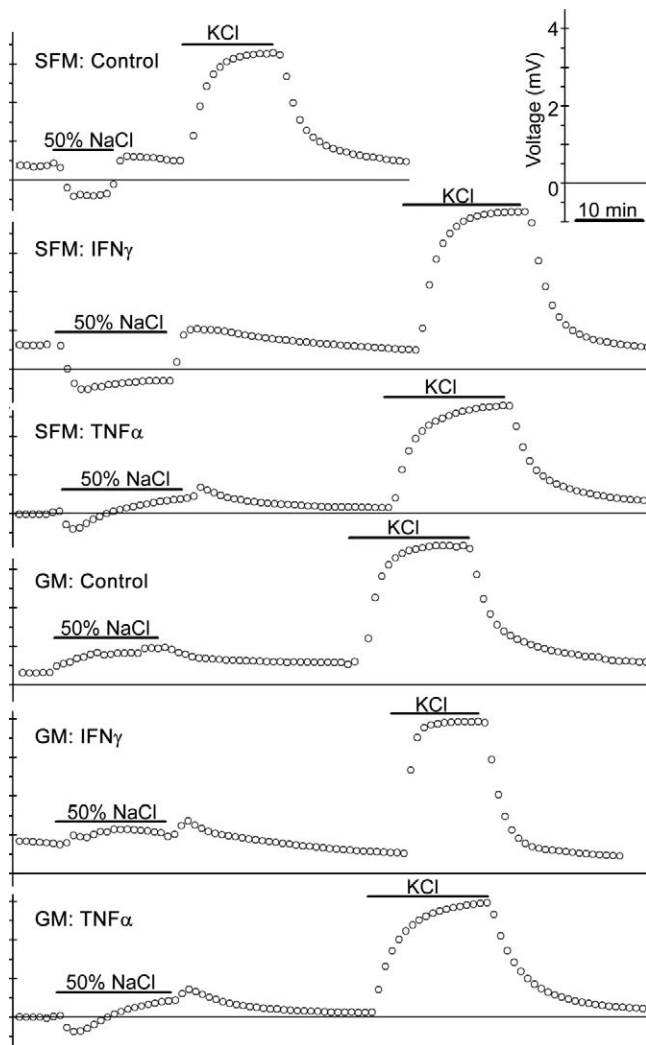 KCl
SFM: Control
50% NaCl
4
2
0
Voltage (mV)
10 min
KCl
SFM: IFNγ
50% NaCl
KCl
SFM: TNFα
50% NaCl
KCl
GM: Control
50% NaCl
KCl
GM: IFNγ
50% NaCl
KCl
GM: TNFα
50% NaCl